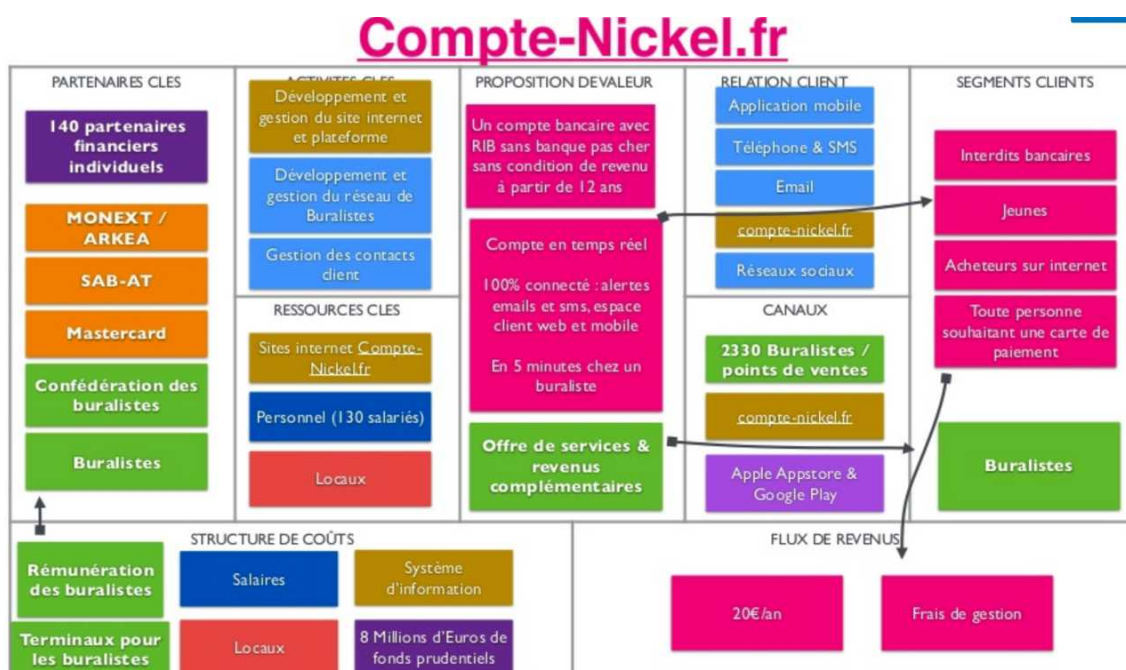 Compte-Nickel.fr
PARTENAIRES CLES
140 partenaires
financiers
individuels
MONEXT /
ARKEA
SAB-AT
Mastercard
Confédération des
buralistes
Buralistes
ACTIVITES CLES
Développement et
gestion du site internet
et plateforme
Développement et
gestion du réseau de
Buralistes
Gestion des contacts
client
RESSOURCES CLES
Sites internet Compte-
Nickel.fr
Personnel (130 salariés)
Locaux
PROPOSITION DE VALEUR
Un compte bancaire avec
RIB sans banque pas cher
sans condition de revenu
à partir de 12 ans
Compte en temps réel
100% connecté : alertes
emails et sms, espace
client web et mobile
En 5 minutes chez un
buraliste
Offre de services &
revenus
complémentaires
RELATION CLIENT
Application mobile
Téléphone & SMS
Email
compte-nickel.fr
Réseaux sociaux
CANAUX
2330 Buralistes /
points de ventes
compte-nickel.fr
Apple Appstore &
Google Play
SEGMENTS CLIENTS
Interdits bancaires
Jeunes
Acheteurs sur internet
Toute personne
souhaitant une carte de
paiement
Buralistes
STRUCTURE DE COÛTS
Rémunération
des buralistes
Salaires
Système
d'information
Terminaux pour
les buralistes
Locaux
8 Millions d'Euros de
fonds prudentiels
FLUX DE REVENUS
20€/an
Frais de gestion